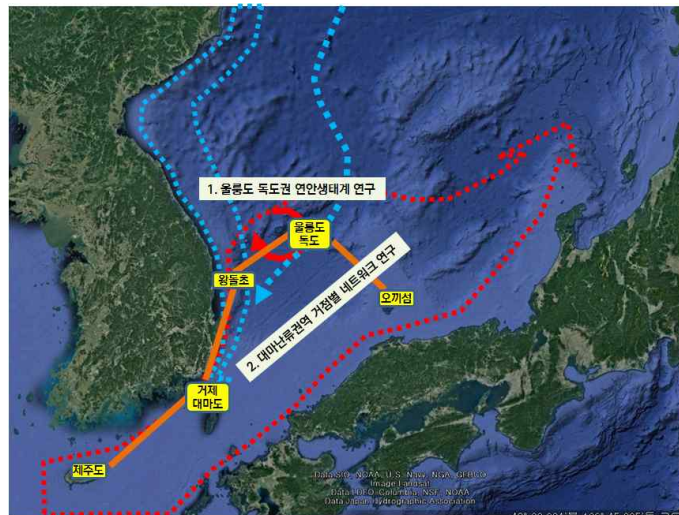 1. 울릉도 독도권 연안생태계 연구
울릉도
독도
왕돌초
오끼섬
2. 대마난류권역 거점별 네트워크 연구
거제
대마도
제주도
Data SIO, NOAA, U.S. Navy, NGA, GEBCO
Image Landsat
Data LDEO-Columbia, NSF, NOAA
Data Japan Hydrographic Association